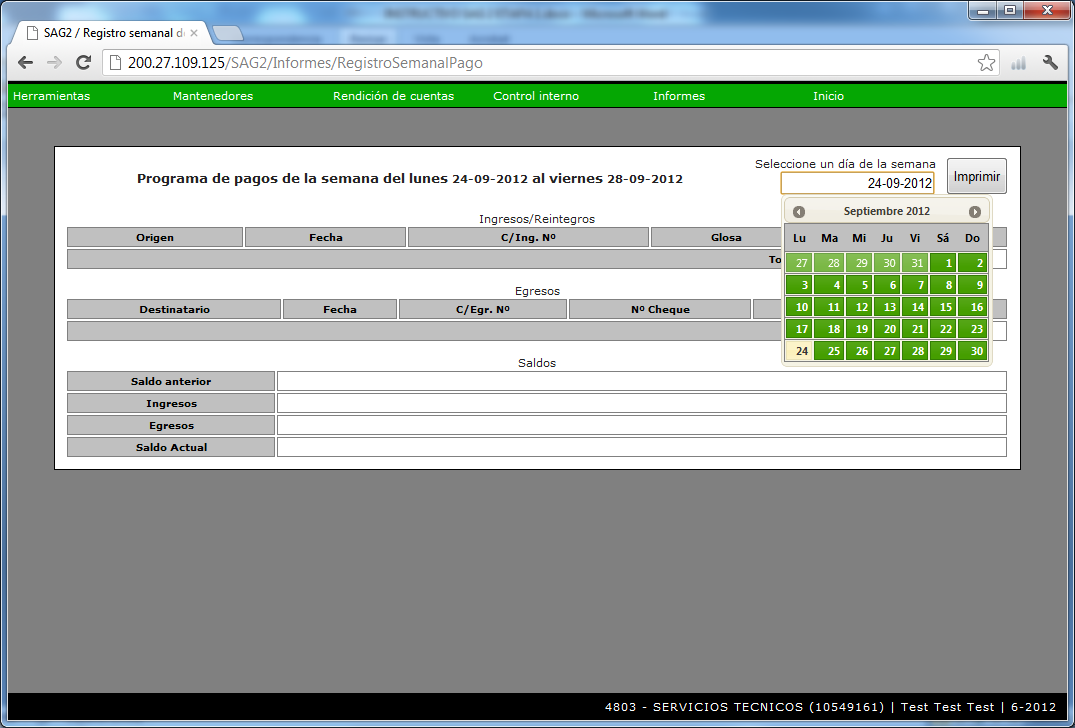 SAG2 / Registro semanal d
200.27.109.125/SAG2/Informes/RegistroSemanalPago
Herramientas Mantenedores Rendición de cuentas Control interno Informes Inicio
Seleccione un día de la semana
Programa de pagos de la semana del lunes 24-09-2012 al viernes 28-09-2012
24-09-2012
Imprimir
Septiembre 2012
Lu Ma Mi Ju Vi Sá Do
27 28 29 30 31 1 2
3 4 5 6 7 8 9
10 11 12 13 14 15 16
17 18 19 20 21 22 23
24 25 26 27 28 29 30
Ingresos/Reintegros
Origen Fecha C/Ing. Nº Glosa
To
Egresos
Destinatario Fecha C/Egr. Nº Nº Cheque
Saldos
Saldo anterior
Ingresos
Egresos
Saldo Actual
4803 - SERVICIOS TECNICOS (10549161) | Test Test Test | 6-2012